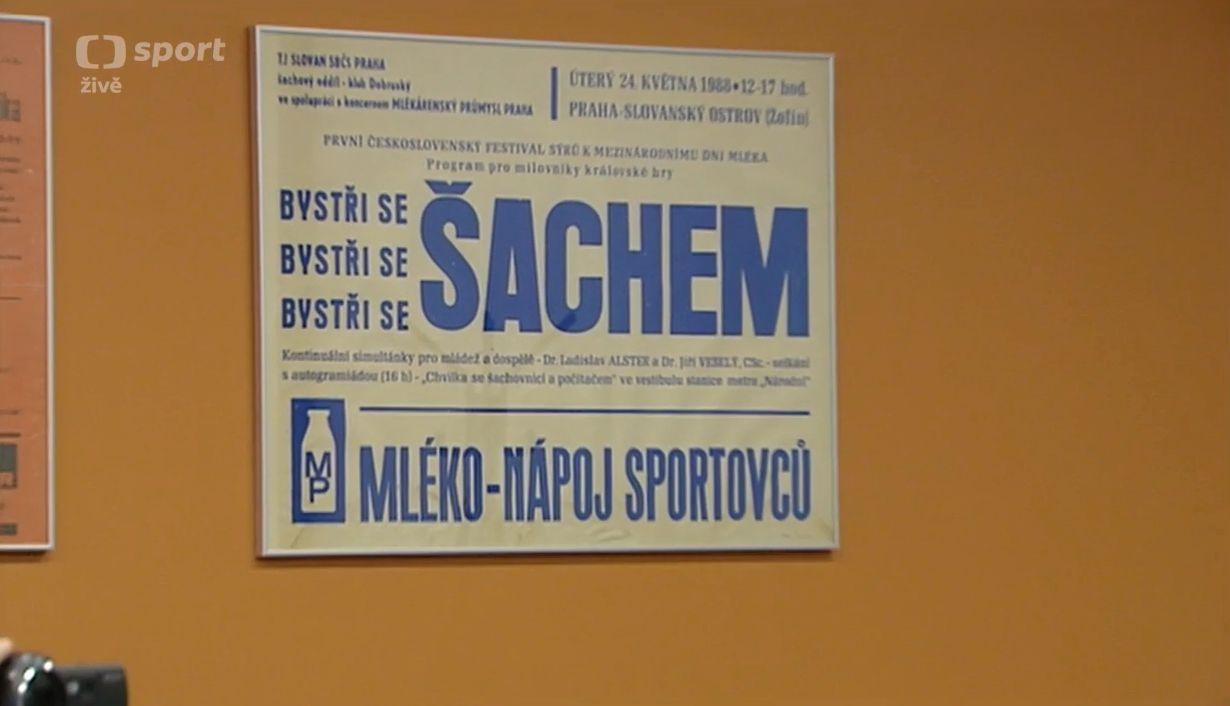 sport
živě
TJ SLOVAN SBČS PRAHA
šachový oddíl - klub Dobruský
ve spolupráci s koncernem MLÉKÁRENSKÝ PRŮMYSL PRAHA
ÚTERÝ 24. KVĚTNA 1988 • 12-17 hod.
PRAHA-SLOVANSKÝ OSTROV (Žofín)
PRVNÍ ČESKOSLOVENSKÝ FESTIVAL SÝRŮ K MEZINÁRODNÍMU DNI MLÉKA
Program pro milovníky královské hry
BYSTŘI SE
BYSTŘI SE
BYSTŘI SE
ŠACHEM
Kontinuální simultánky pro mládež a dospělé - Dr. Ladislav ALSTER a Dr. Jiří VESELÝ, CSc. - setkání
s autogramiádou (16 h) - „Chvilka se šachovnicí a počítačem" ve vestibulu stanice metra „Národní"
MP
MLÉKO-NÁPOJ SPORTOVCŮ